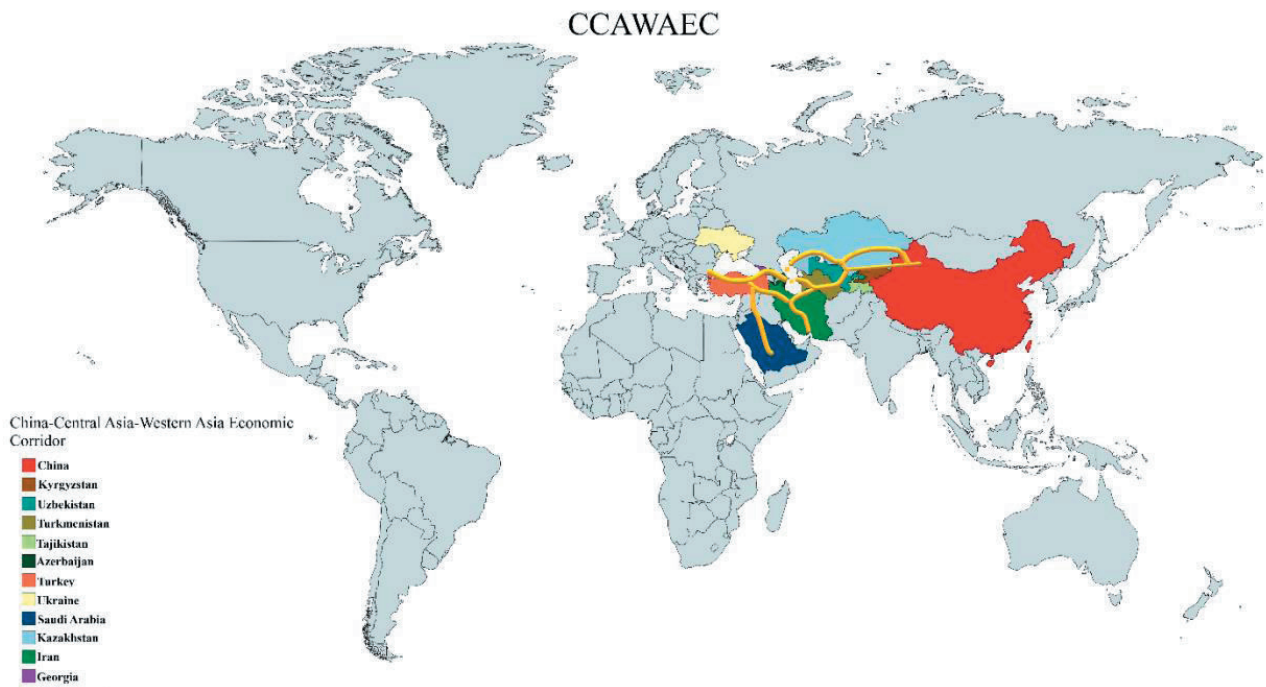 CCAWAEC
China-Central Asia-Western Asia Economic
Corridor
China
Kyrgyzstan
Uzbekistan
Turkmenistan
Tajikistan
Azerbaijan
Turkey
Ukraine
Saudi Arabia
Kazakhstan
Iran
Georgia